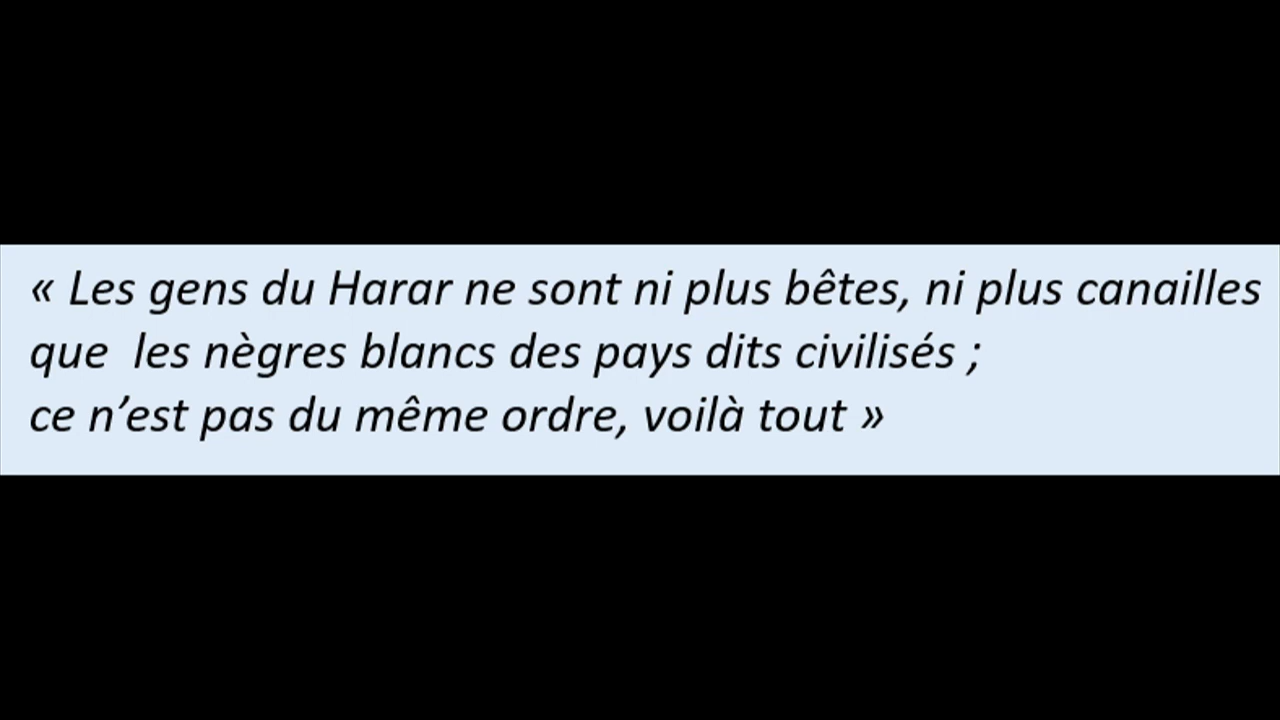 « Les gens du Harar ne sont ni plus bêtes, ni plus canailles
que  les nègres blancs des pays dits civilisés ;
ce n’est pas du même ordre, voilà tout »